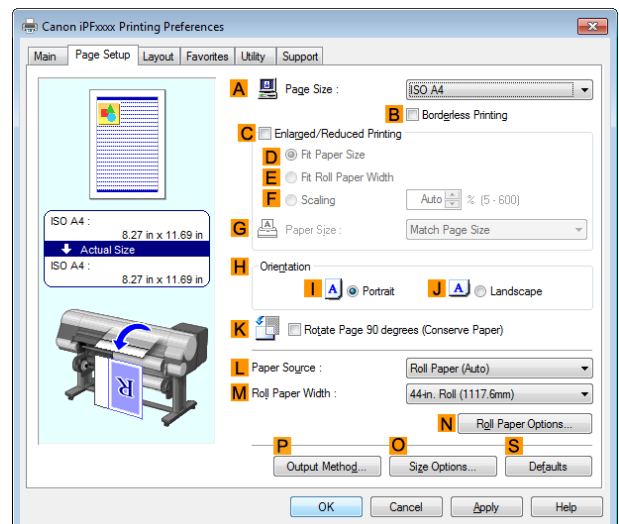 Canon iPFxxxx Printing Preferences
Main Page Setup Layout Favorites Utility Support
A Page Size : ISO A4
B Borderless Printing
C Enlarged/Reduced Printing
D Fit Paper Size
E Fit Roll Paper Width
F Scaling Auto % (5 - 600)
G A Paper Size : Match Page Size
ISO A4 :
8.27 in x 11.69 in
Actual Size
ISO A4 :
8.27 in x 11.69 in
H Orientation
I A Portrait J A Landscape
K Rotate Page 90 degrees (Conserve Paper)
R
L Paper Source : Roll Paper (Auto)
M Roll Paper Width : 44-in. Roll (1117.6mm)
N Roll Paper Options...
P O S
Output Method... Size Options... Defaults
OK Cancel Apply Help